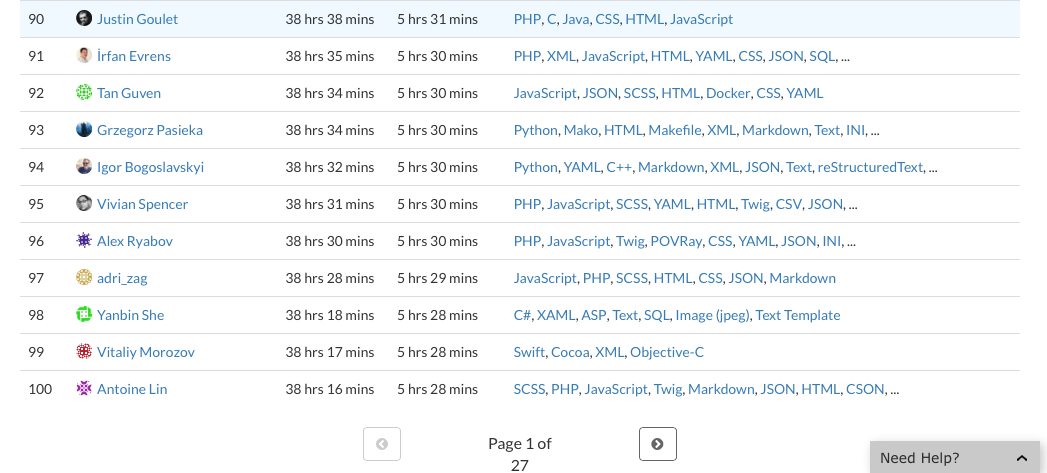 90 Justin Goulet 38 hrs 38 mins 5 hrs 31 mins PHP, C, Java, CSS, HTML, JavaScript
91 İrfan Evrens 38 hrs 35 mins 5 hrs 30 mins PHP, XML, JavaScript, HTML, YAML, CSS, JSON, SQL, ...
92 Tan Guven 38 hrs 34 mins 5 hrs 30 mins JavaScript, JSON, SCSS, HTML, Docker, CSS, YAML
93 Grzegorz Pasieka 38 hrs 34 mins 5 hrs 30 mins Python, Mako, HTML, Makefile, XML, Markdown, Text, INI, ...
94 Igor Bogoslavskyi 38 hrs 32 mins 5 hrs 30 mins Python, YAML, C++, Markdown, XML, JSON, Text, reStructuredText, ...
95 Vivian Spencer 38 hrs 31 mins 5 hrs 30 mins PHP, JavaScript, SCSS, YAML, HTML, Twig, CSV, JSON, ...
96 Alex Ryabov 38 hrs 30 mins 5 hrs 30 mins PHP, JavaScript, Twig, POVRay, CSS, YAML, JSON, INI, ...
97 adri_zag 38 hrs 28 mins 5 hrs 29 mins JavaScript, PHP, SCSS, HTML, CSS, JSON, Markdown
98 Yanbin She 38 hrs 18 mins 5 hrs 28 mins C#, XAML, ASP, Text, SQL, Image (jpeg), Text Template
99 Vitaliy Morozov 38 hrs 17 mins 5 hrs 28 mins Swift, Cocoa, XML, Objective-C
100 Antoine Lin 38 hrs 16 mins 5 hrs 28 mins SCSS, PHP, JavaScript, Twig, Markdown, JSON, HTML, CSON, ...
Page 1 of
27
Need Help?